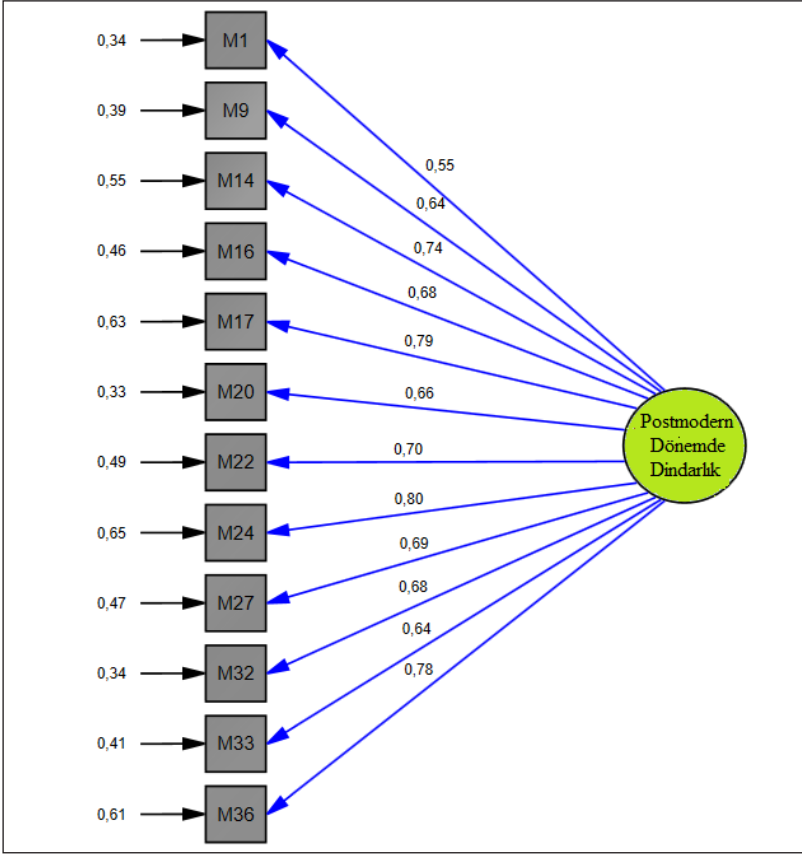 0,34 M1
0,39 M9
0,55 M14
0,46 M16
0,63 M17
0,33 M20
0,49 M22
0,65 M24
0,47 M27
0,34 M32
0,41 M33
0,61 M36
0,55
0,64
0,74
0,68
0,79
0,66
0,70
0,80
0,69
0,68
0,64
0,78
Postmodern
Dönemde
Dindarlık